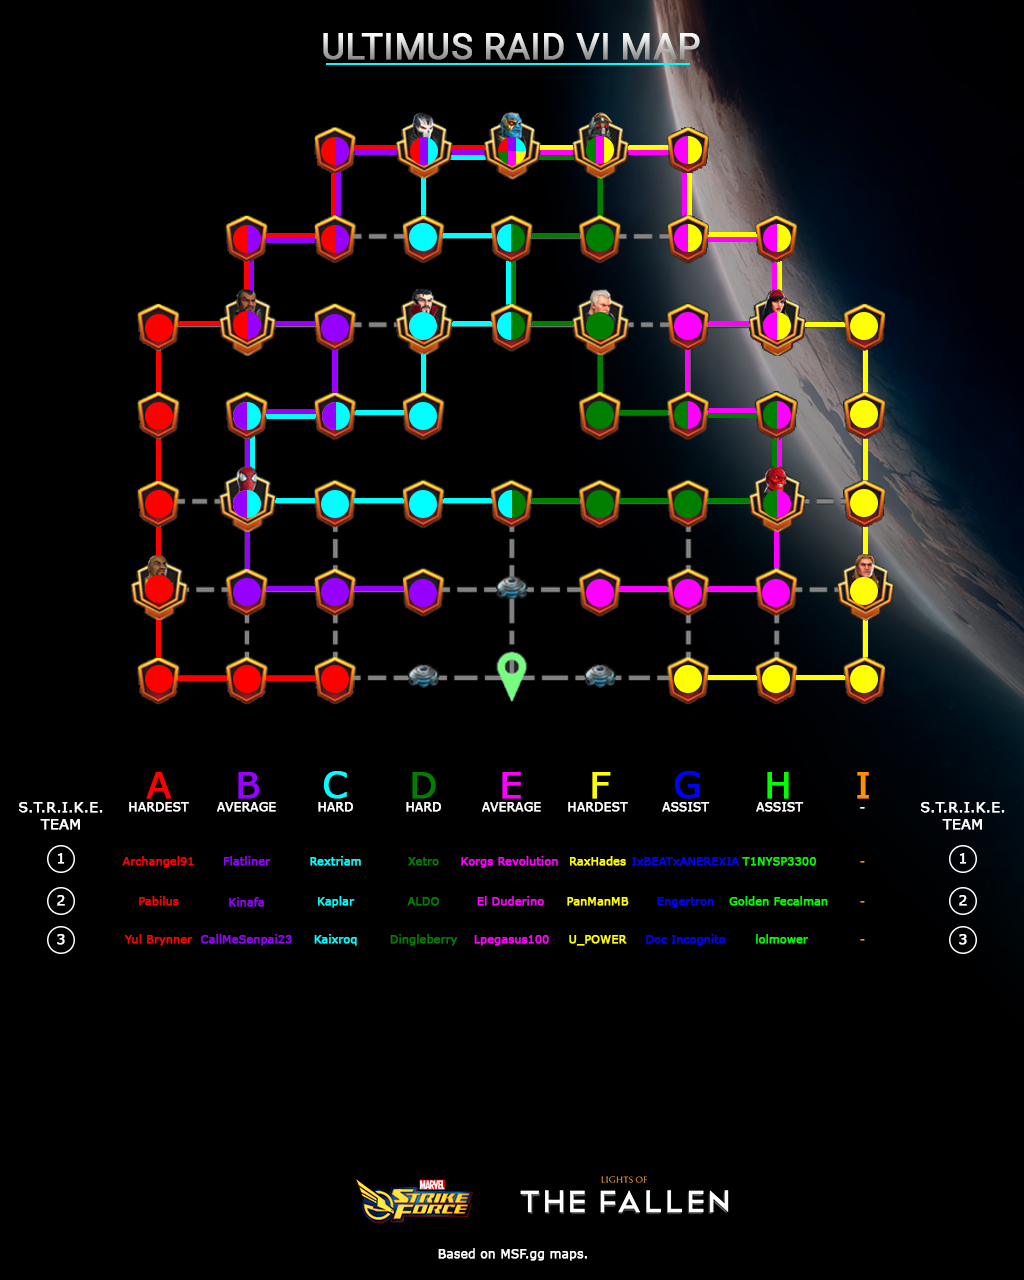 ULTIMUS RAID VI MAP
A B C D E F G H I
HARDEST AVERAGE HARD HARD AVERAGE HARDEST ASSIST ASSIST -
S.T.R.I.K.E. TEAM S.T.R.I.K.E. TEAM
1 Archangel91 Flatliner Rextriam Xetro Korgs Revolution RaxHades IxBEATxANEREXIA T1NYSP3300 - 1
2 Pabilus Kinafa Kaplar ALDO El Duderino PanManMB Engertron Golden Fecalman - 2
3 Yul Brynner CallMeSenpai23 Kaixroq Dingleberry Lpegasus100 U_POWER Doc Incognito lolmower - 3
MARVEL
STRIKE
FORCE
LIGHTS OF
THE FALLEN
Based on MSF.gg maps.